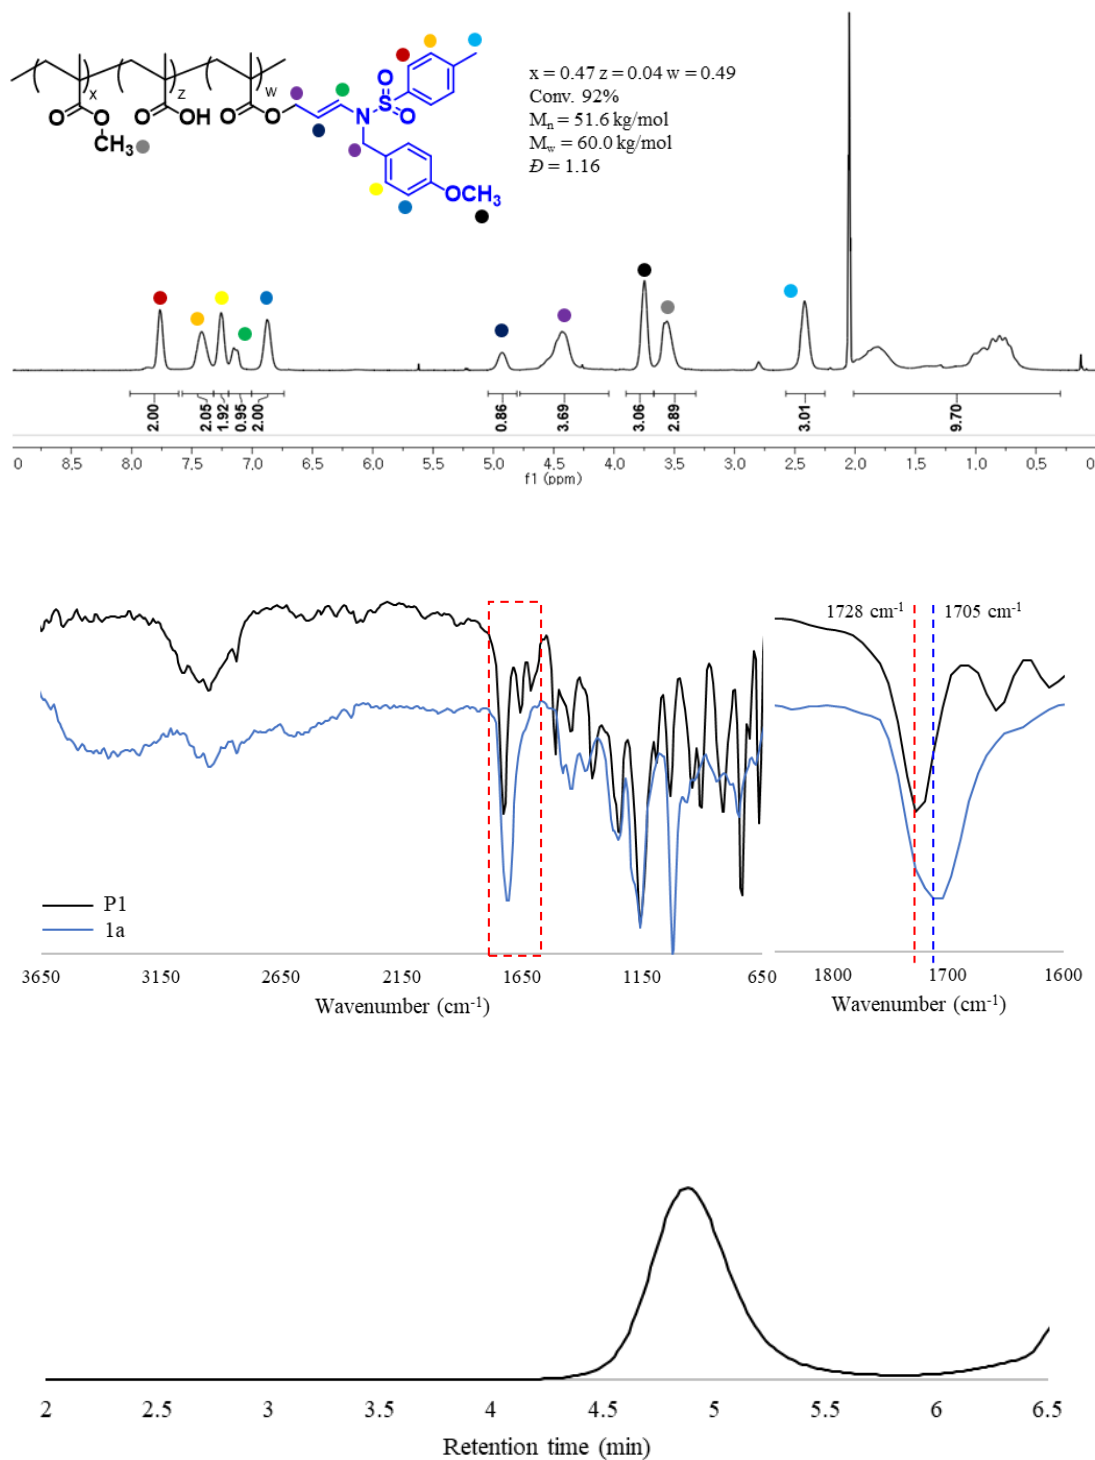 x = 0.47 z = 0.04 w = 0.49
Conv. 92%
Mn = 51.6 kg/mol
Mw = 60.0 kg/mol
Đ = 1.16
x
z
w
O
O
CH3
O
OH
O
O
N
S
O
O
OCH3
2.00
2.05
1.92
0.95
2.00
0.86
3.69
3.06
2.89
3.01
9.70
0 8.5 8.0 7.5 7.0 6.5 6.0 5.5 5.0 4.5 4.0 3.5 3.0 2.5 2.0 1.5 1.0 0.5 0
f1 (ppm)
1728 cm-1
1705 cm-1
P1
1a
3650 3150 2650 2150 1650 1150 650
Wavenumber (cm-1)
1800 1700 1600
Wavenumber (cm-1)
2 2.5 3 3.5 4 4.5 5 5.5 6 6.5
Retention time (min)